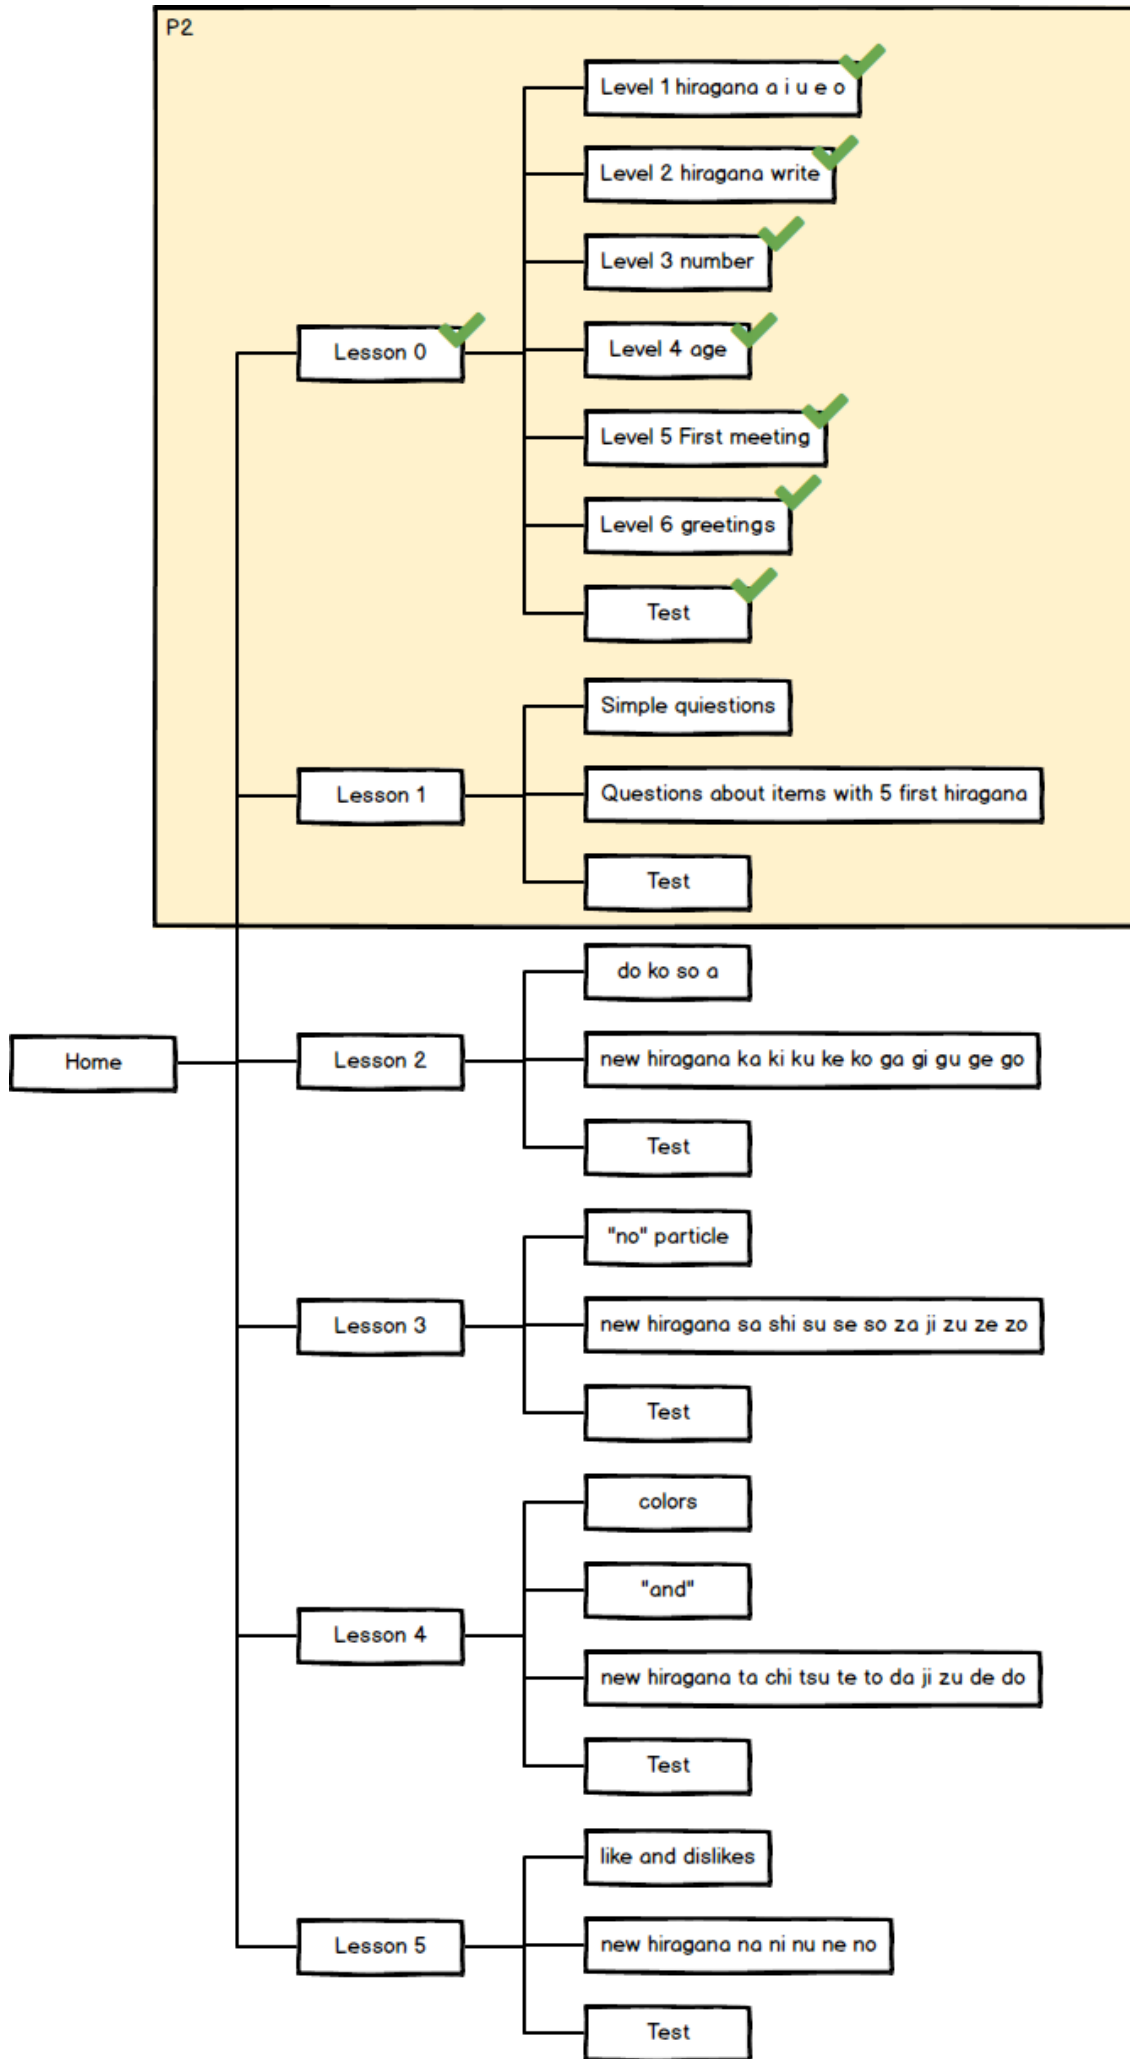 P2
Level 1 hiragana a i u e o
Level 2 hiragana write
Level 3 number
Lesson 0
Level 4 age
Level 5 First meeting
Level 6 greetings
Test
Simple quiestions
Lesson 1
Questions about items with 5 first hiragana
Test
do ko so a
Home
Lesson 2
new hiragana ka ki ku ke ko ga gi gu ge go
Test
"no" particle
Lesson 3
new hiragana sa shi su se so za ji zu ze zo
Test
colors
"and"
Lesson 4
new hiragana ta chi tsu te to da ji zu de do
Test
like and dislikes
Lesson 5
new hiragana na ni nu ne no
Test